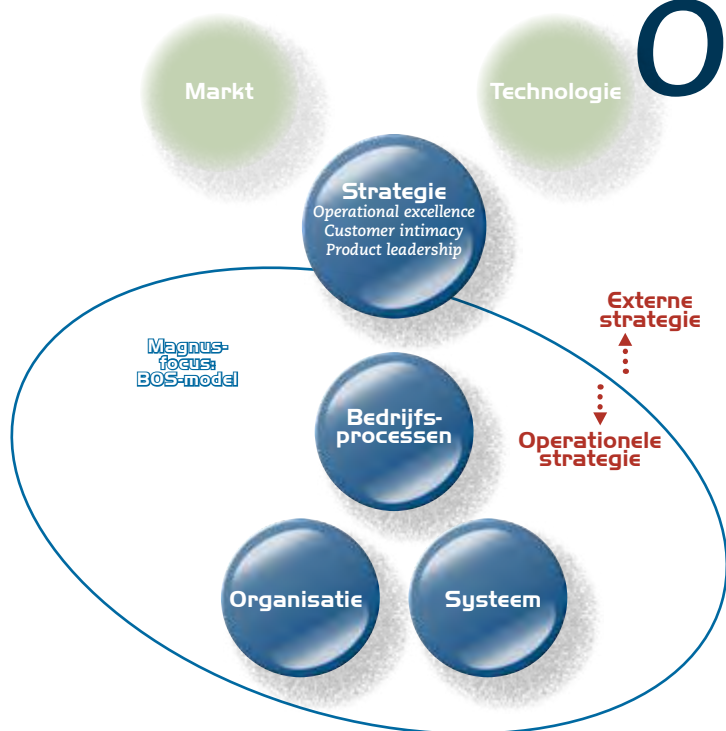 O
Markt
Technologie
Strategie
Operational excellence
Customer intimacy
Product leadership
Externe
strategie
Magnus-
focus:
BOS-model
Bedrijfs-
processen
Operationele
strategie
Organisatie
Systeem